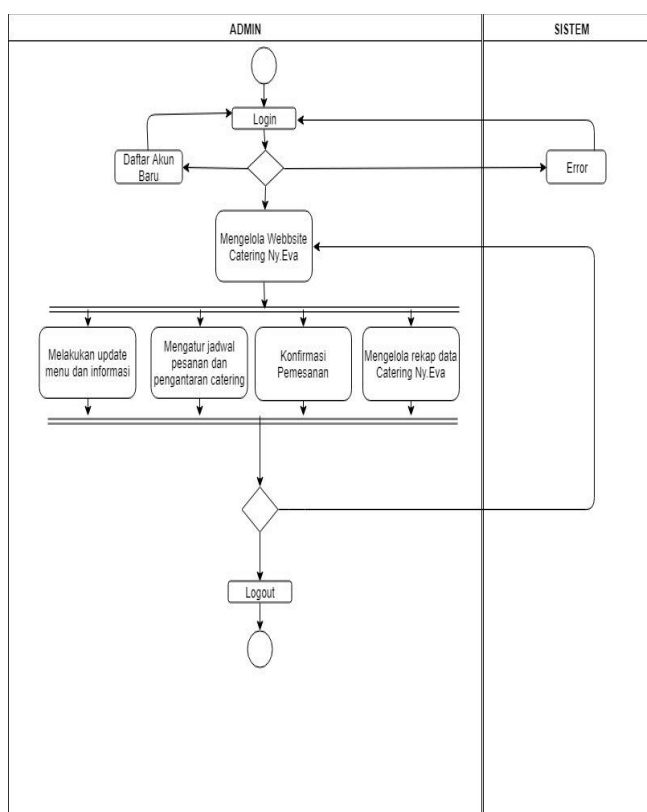 ADMIN
SISTEM
Login
Daftar Akun
Baru
Error
Mengelola Webbsite
Catering Ny.Eva
Melakukan update
menu dan informasi
Mengatur jadwal
pesanan dan
pengantaran catering
Konfirmasi
Pemesanan
Mengelola rekap data
Catering Ny.Eva
Logout